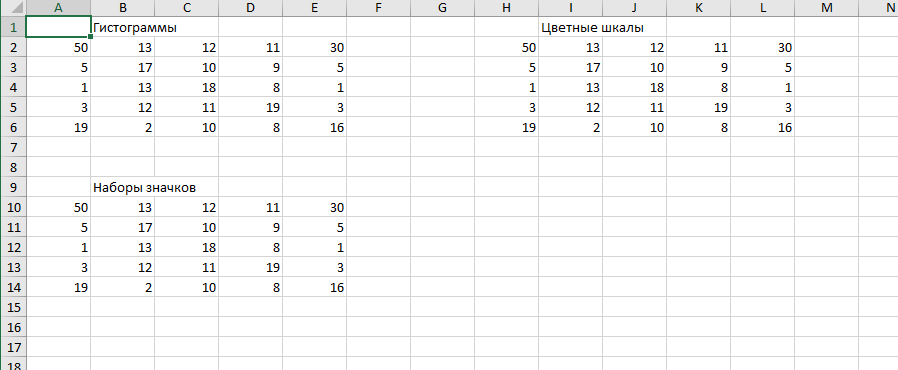 A B C D E F G H I J K L M N
1 Гистограммы Цветные шкалы
2 50 13 12 11 30 50 13 12 11 30
3 5 17 10 9 5 5 17 10 9 5
4 1 13 18 8 1 1 13 18 8 1
5 3 12 11 19 3 3 12 11 19 3
6 19 2 10 8 16 19 2 10 8 16
7
8
9 Наборы значков
10 50 13 12 11 30
11 5 17 10 9 5
12 1 13 18 8 1
13 3 12 11 19 3
14 19 2 10 8 16
15
16
17
18